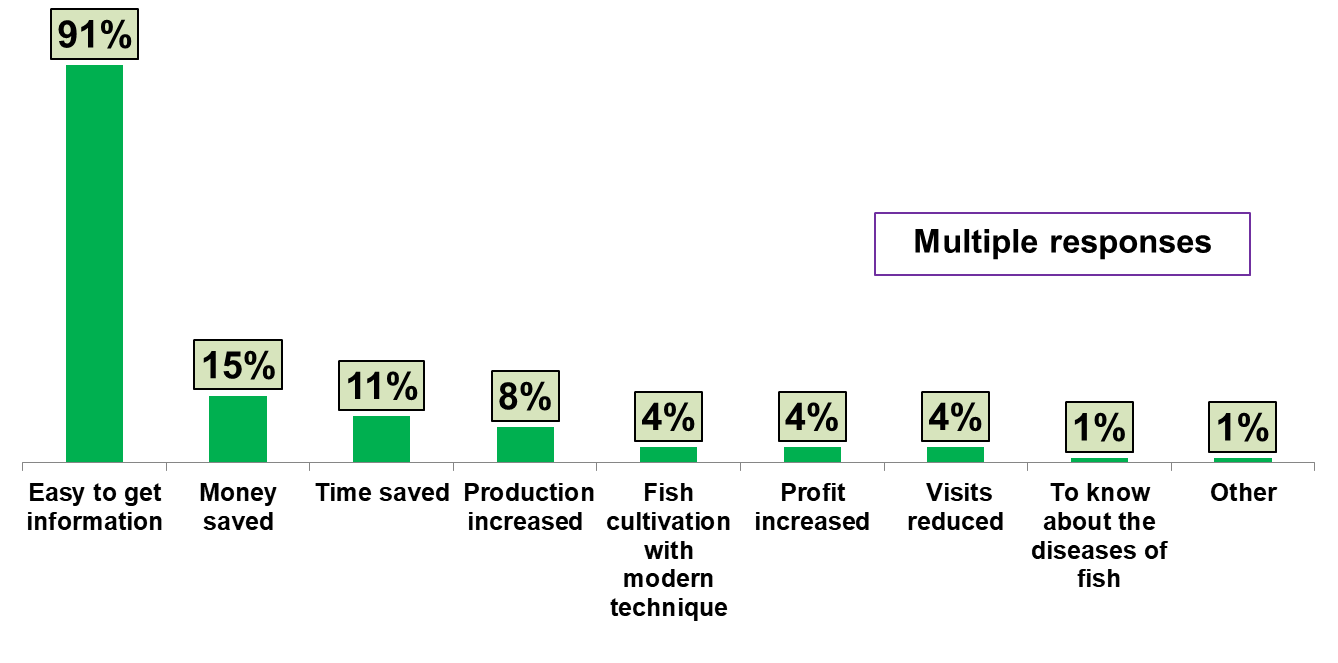 91%
15%
11%
8%
4%
4%
4%
1%
1%
Multiple responses
Easy to get
information
Money
saved
Time saved
Production
increased
Fish
cultivation
with
modern
technique
Profit
increased
Visits
reduced
To know
about the
diseases of
fish
Other